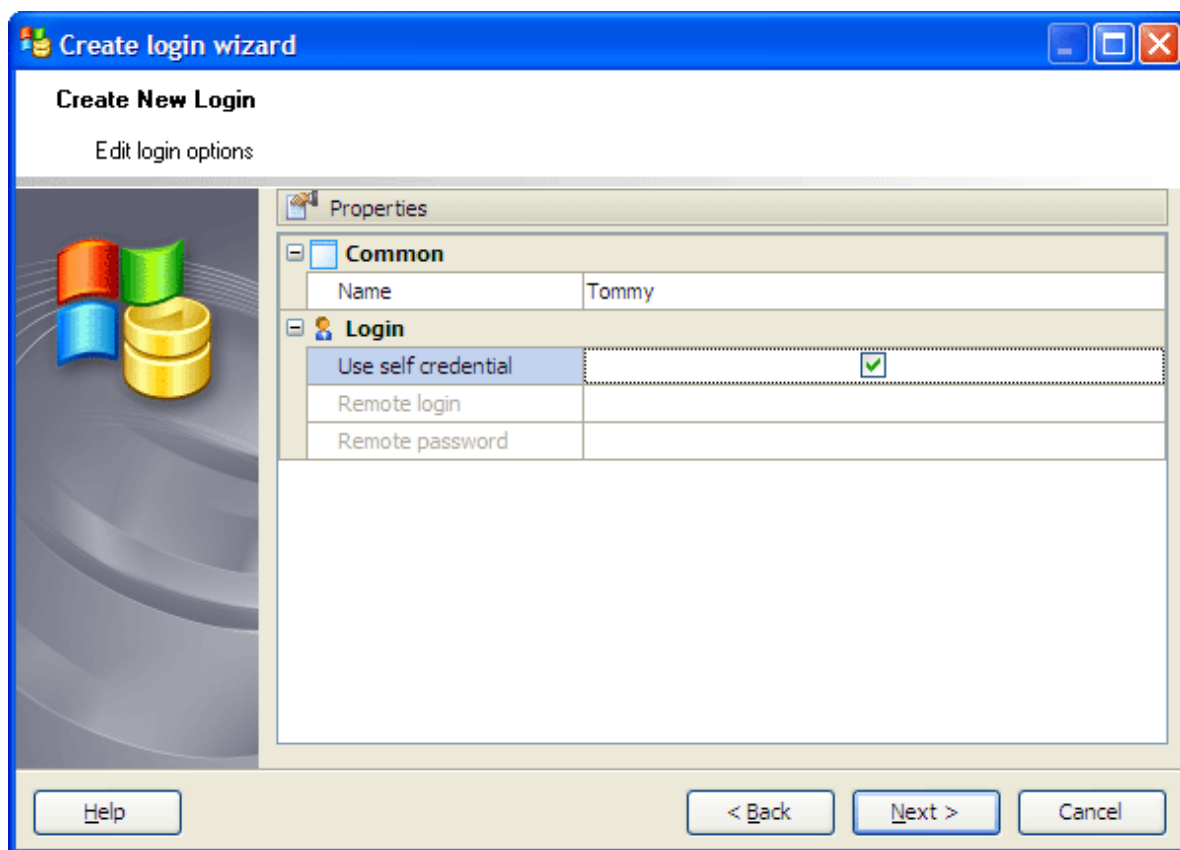 Create login wizard
Create New Login
Edit login options
Properties
Common
Name Tommy
Login
Use self credential
Remote login
Remote password
Help < Back Next > Cancel